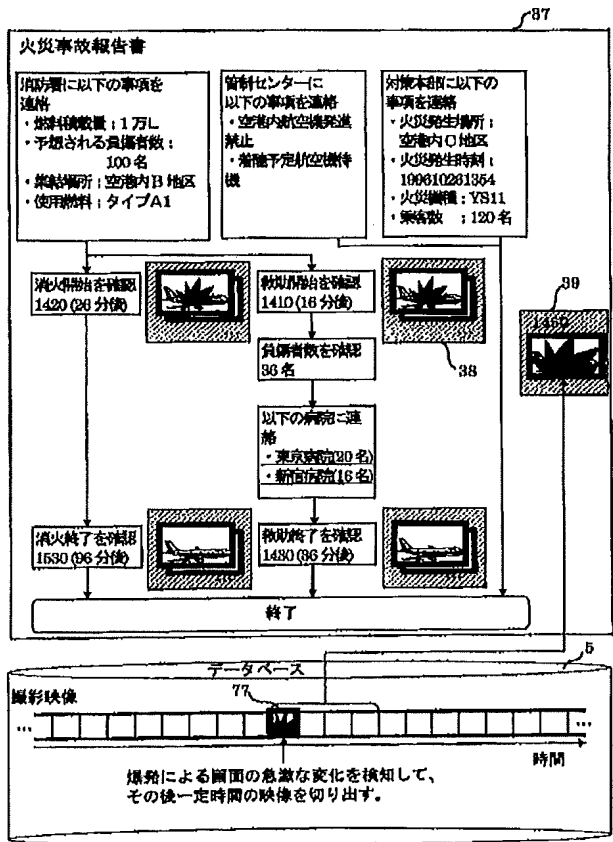 37
火災事故報告書
消防署に以下の事項を
連絡
・燃料積載量；1万L
・予想される負傷者数；
100名
・集結場所；空港内B地区
・使用燃料；タイプA1
管制センターに
以下の事項を連絡
・空港内航空機発進
禁止
・着陸予定航空機待
機
対策本部に以下の
事項を連絡
・火災発生場所；
空港内C地区
・火災発生時刻；
199610261354
・火災機種；YS11
・乗客数　；120名
消火開始を確認
1420(26分後)
救助開始を確認
1410(16分後)
38
39
1450
負傷者数を確認
36名
以下の病院に連
絡
・東京病院(20名)
・新宿病院(16名)
消火終了を確認
1530(96分後)
救助終了を確認
1430(36分後)
終了
データベース
5
撮影映像
77
…
…
時間
爆発による画面の急激な変化を検知して、
その後一定時間の映像を切り出す。